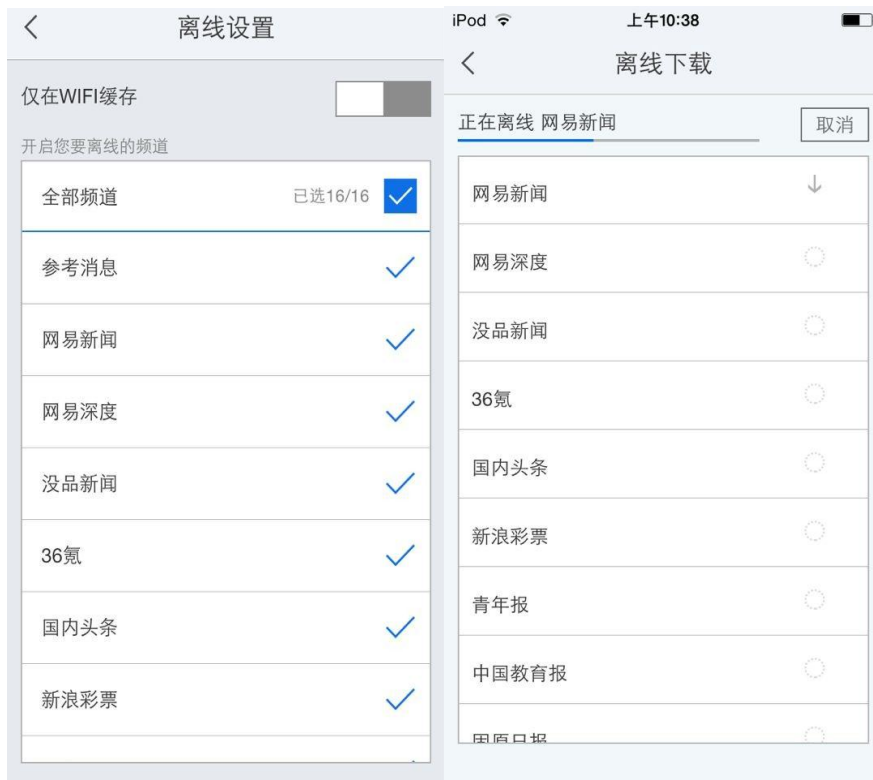 离线设置
仅在WIFI缓存
开启您要离线的频道
全部频道 已选16/16
参考消息
网易新闻
网易深度
没品新闻
36氪
国内头条
新浪彩票
iPod 上午10:38
离线下载
正在离线 网易新闻 取消
网易新闻
网易深度
没品新闻
36氪
国内头条
新浪彩票
青年报
中国教育报
固原日报